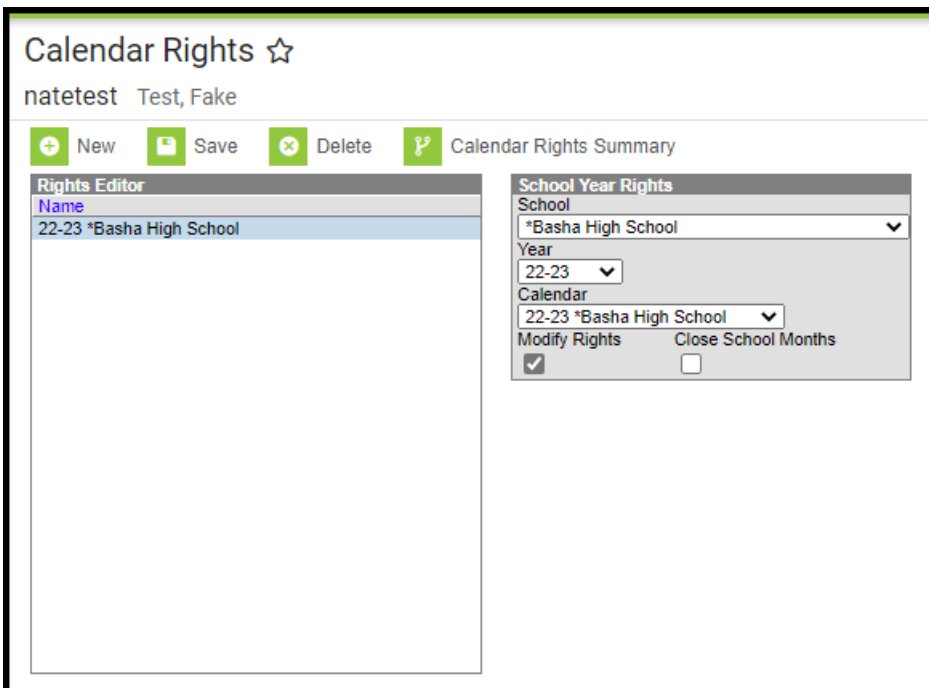 Calendar Rights
natetest Test, Fake
New Save Delete Calendar Rights Summary
Rights Editor
Name
22-23 *Basha High School
School Year Rights
School
*Basha High School
Year
22-23
Calendar
22-23 *Basha High School
Modify Rights Close School Months